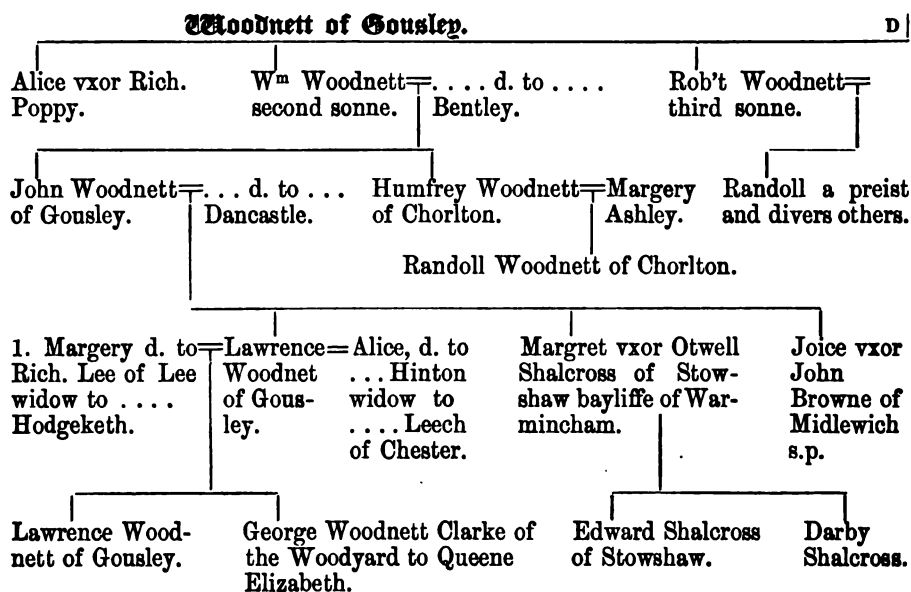 Woodnett of Gousley.
D
Alice vxor Rich.
Poppy.
Wm Woodnett=.... d. to ....
second sonne. Bentley.
Rob't Woodnett=
third sonne.
John Woodnett=... d. to ...
of Gousley. Dancastle.
Humfrey Woodnett=Margery
of Chorlton. Ashley.
Randoll a preist
and divers others.
Randoll Woodnett of Chorlton.
1. Margery d. to=
Rich. Lee of Lee
widow to ....
Hodgeketh.
Lawrence=
Woodnet
of Gous-
ley.
Alice, d. to
...Hinton
widow to
....Leech
of Chester.
Margret vxor Otwell
Shalcross of Stow-
shaw bayliffe of War-
mincham.
Joice vxor
John
Browne of
Midlewich
s.p.
Lawrence Wood-
nett of Gousley.
George Woodnett Clarke of
the Woodyard to Queene
Elizabeth.
Edward Shalcross
of Stowshaw.
Darby
Shalcross.